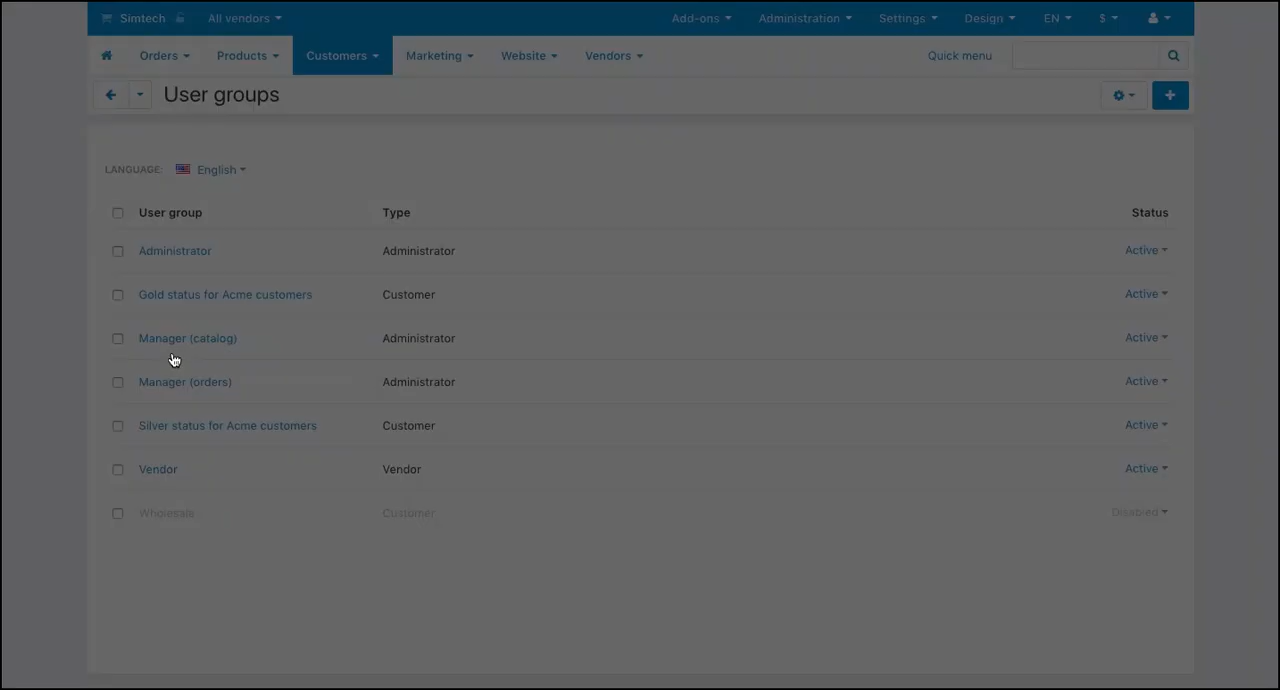 Simtech All vendors Add-ons Administration Settings Design EN $
Orders Products Customers Marketing Website Vendors Quick menu
User groups
LANGUAGE: English
User group Type Status
Administrator Administrator Active
Gold status for Acme customers Customer Active
Manager (catalog) Administrator Active
Manager (orders) Administrator Active
Silver status for Acme customers Customer Active
Vendor Vendor Active
Wholesale Customer Disabled